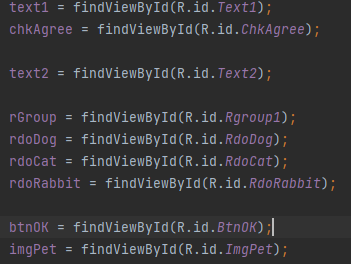 text1 = findViewById(R.id.Text1);
chkAgree = findViewById(R.id.ChkAgree);
text2 = findViewById(R.id.Text2);
rGroup = findViewById(R.id.Rgroup1);
rdoDog = findViewById(R.id.RdoDog);
rdoCat = findViewById(R.id.RdoCat);
rdoRabbit = findViewById(R.id.RdoRabbit);
btnOK = findViewById(R.id.BtnOK);
imgPet = findViewById(R.id.ImgPet);